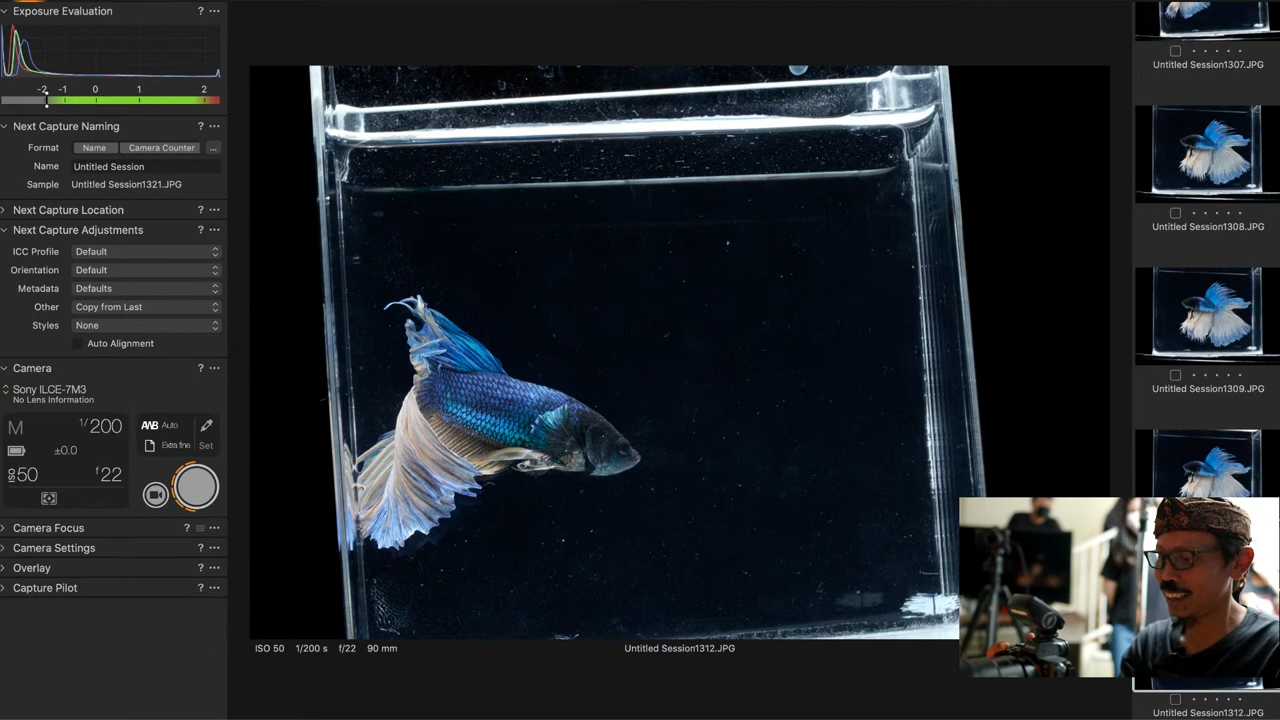 Exposure Evaluation ? ...
-2 -1 0 1 2
Next Capture Naming ? ...
Format Name Camera Counter ...
Name Untitled Session
Sample Untitled Session1321.JPG
Next Capture Location ? ...
Next Capture Adjustments ? ...
ICC Profile Default
Orientation Default
Metadata Defaults
Other Copy from Last
Styles None
Auto Alignment
Camera ? ...
Sony ILCE-7M3
No Lens Information
M 1/200
AWB Auto
±0.0
Extra fine Set
ISO 50 f22
Camera Focus ? ...
Camera Settings ? ...
Overlay ? ...
Capture Pilot ? ...
ISO 50 1/200 s f/22 90 mm
Untitled Session1312.JPG
Untitled Session1307.JPG
Untitled Session1308.JPG
Untitled Session1309.JPG
Untitled Session1312.JPG